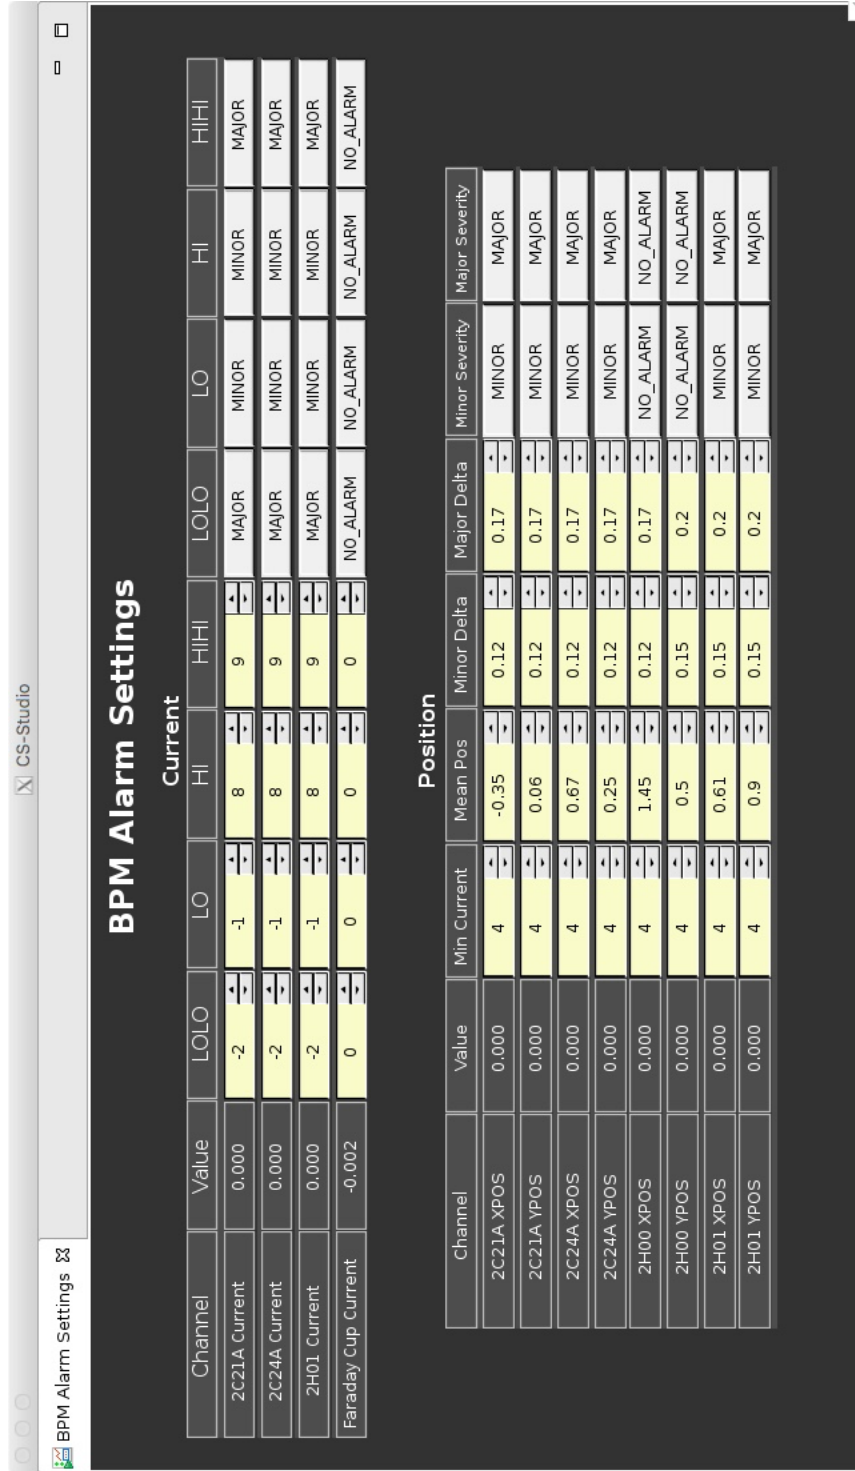 CS-Studio
BPM Alarm Settings
BPM Alarm Settings
Current
Channel Value LOLO LO HI HIHI LOLO LO HI HIHI
2C21A Current 0.000 -2 -1 8 9 MAJOR MINOR MINOR MAJOR
2C24A Current 0.000 -2 -1 8 9 MAJOR MINOR MINOR MAJOR
2H01 Current 0.000 -2 -1 8 9 MAJOR MINOR MINOR MAJOR
Faraday Cup Current -0.002 0 0 0 0 NO_ALARM NO_ALARM NO_ALARM NO_ALARM
Position
Channel Value Min Current Mean Pos Minor Delta Major Delta Minor Severity Major Severity
2C21A XPOS 0.000 4 -0.35 0.12 0.17 MINOR MAJOR
2C21A YPOS 0.000 4 0.06 0.12 0.17 MINOR MAJOR
2C24A XPOS 0.000 4 0.67 0.12 0.17 MINOR MAJOR
2C24A YPOS 0.000 4 0.25 0.12 0.17 MINOR MAJOR
2H00 XPOS 0.000 4 1.45 0.12 0.17 NO_ALARM NO_ALARM
2H00 YPOS 0.000 4 0.5 0.15 0.2 NO_ALARM NO_ALARM
2H01 XPOS 0.000 4 0.61 0.15 0.2 MINOR MAJOR
2H01 YPOS 0.000 4 0.9 0.15 0.2 MINOR MAJOR